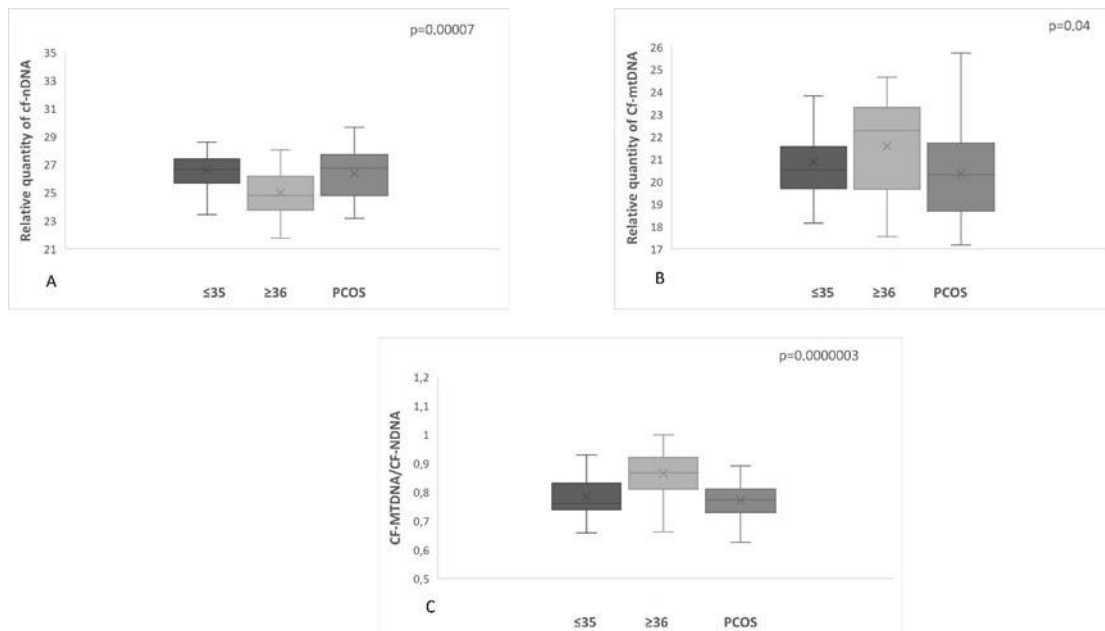 p=0,00007
Relative quantity of cf-nDNA
35
33
31
29
27
25
23
21
A
≤35 ≥36 PCOS
p=0,04
Relative quantity of Cf-mtDNA
26
25
24
23
22
21
20
19
18
17
B
≤35 ≥36 PCOS
p=0,0000003
CF-MTDNA/CF-NDNA
1,2
1,1
1
0,9
0,8
0,7
0,6
0,5
C
≤35 ≥36 PCOS